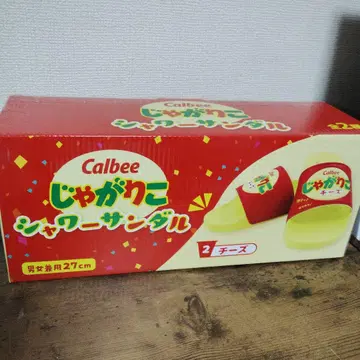 Calbee
じゃがりこ
シャワーサンダル
Calbee
じゃがりこ
シャワーサンダル
じゃがりこ
チーズ
2 チーズ
男女兼用27cm